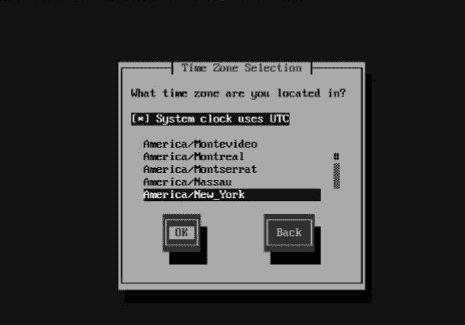 Time Zone Selection
What time zone are you located in?
[*] System clock uses UTC
America/Montevideo
America/Montreal #
America/Montserrat
America/Nassau
America/New_York
OK Back